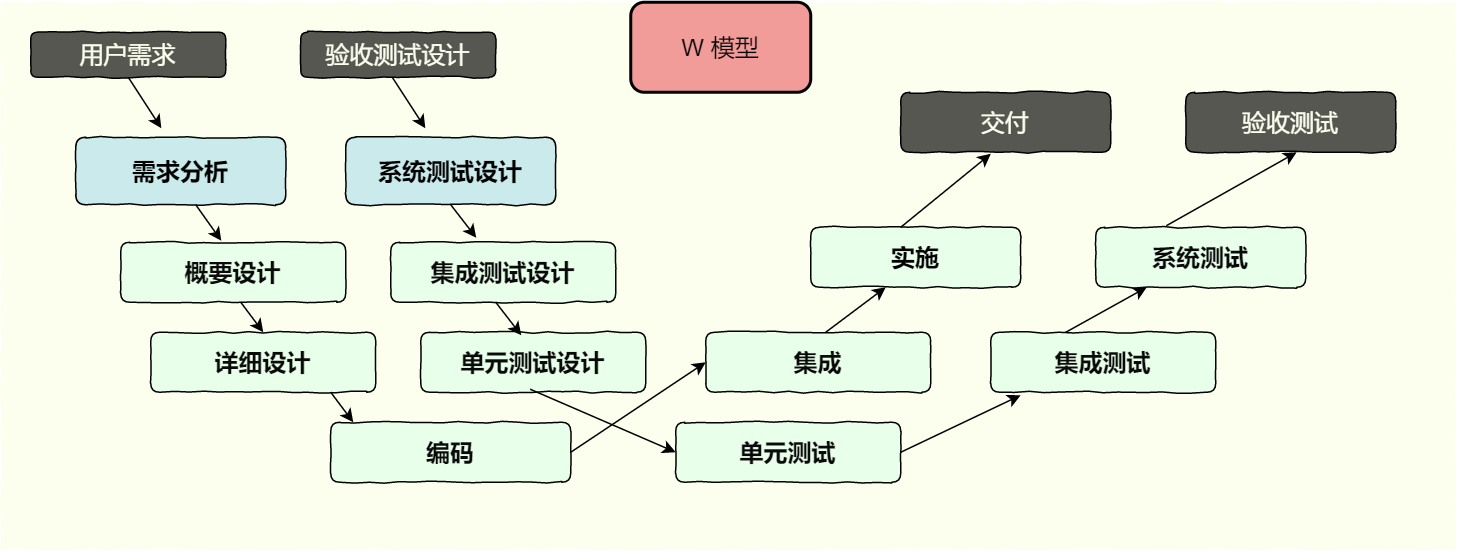 W 模型
用户需求
验收测试设计
交付
验收测试
需求分析
系统测试设计
概要设计
集成测试设计
实施
系统测试
详细设计
单元测试设计
集成
集成测试
编码
单元测试